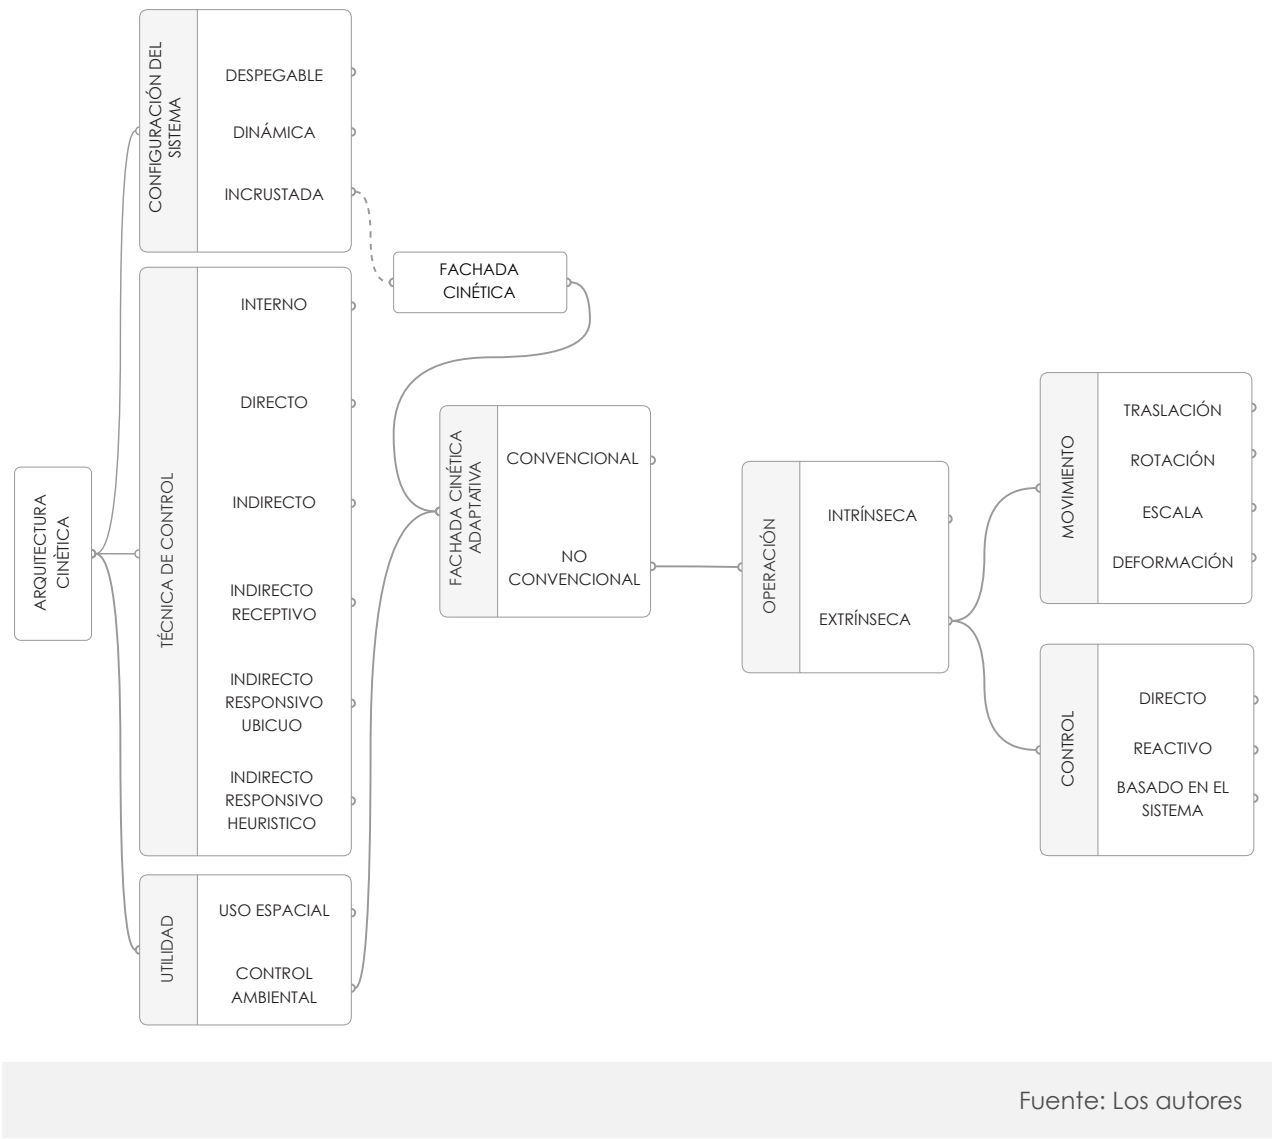 ARQUITECTURA
CINÈTICA
CONFIGURACIÓN DEL
SISTEMA
DESPEGABLE
DINÁMICA
INCRUSTADA
TÉCNICA DE CONTROL
INTERNO
DIRECTO
INDIRECTO
INDIRECTO
RECEPTIVO
INDIRECTO
RESPONSIVO
UBICUO
INDIRECTO
RESPONSIVO
HEURISTICO
UTILIDAD
USO ESPACIAL
CONTROL
AMBIENTAL
FACHADA
CINÉTICA
FACHADA CINÉTICA
ADAPTATIVA
CONVENCIONAL
NO
CONVENCIONAL
OPERACIÓN
INTRÍNSECA
EXTRÍNSECA
MOVIMIENTO
TRASLACIÓN
ROTACIÓN
ESCALA
DEFORMACIÓN
CONTROL
DIRECTO
REACTIVO
BASADO EN EL
SISTEMA
Fuente: Los autores